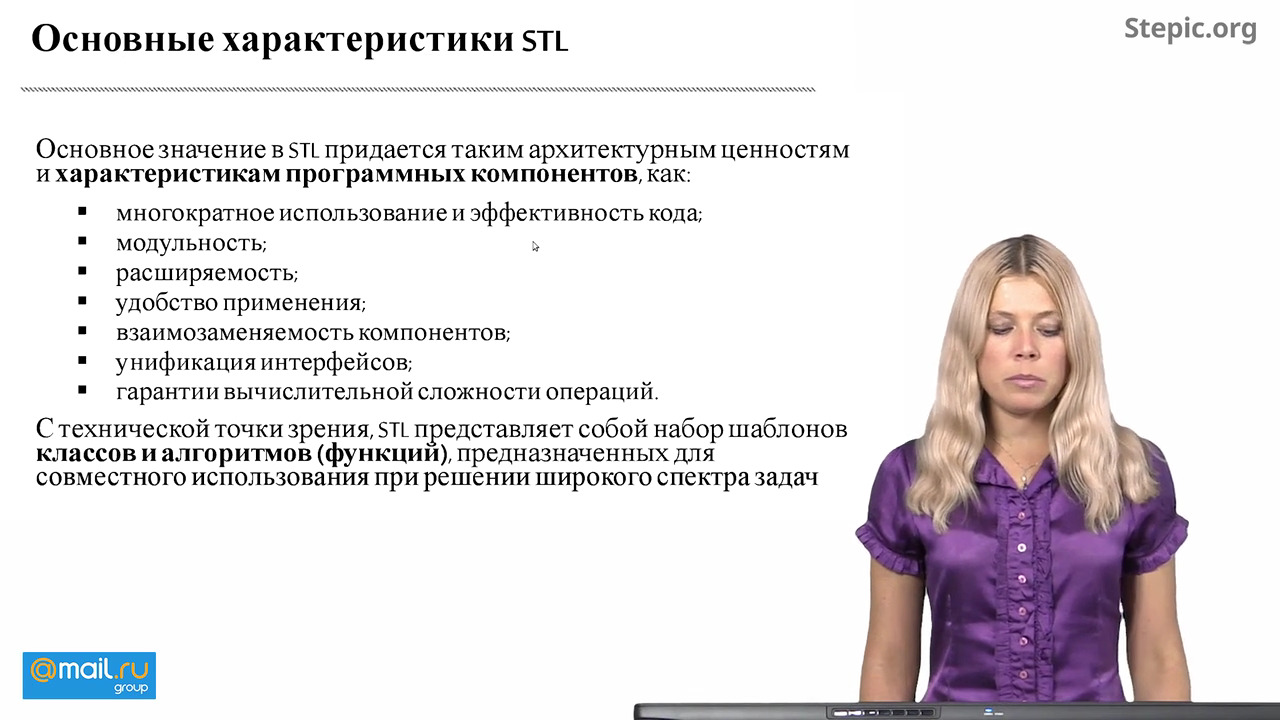 Основные характеристики STL
Stepic.org
Основное значение в STL придается таким архитектурным ценностям
и характеристикам программных компонентов, как:
▪ многократное использование и эффективность кода;
▪ модульность;
▪ расширяемость;
▪ удобство применения;
▪ взаимозаменяемость компонентов;
▪ унификация интерфейсов;
▪ гарантии вычислительной сложности операций.
С технической точки зрения, STL представляет собой набор шаблонов
классов и алгоритмов (функций), предназначенных для
совместного использования при решении широкого спектра задач
@mail.ru
group